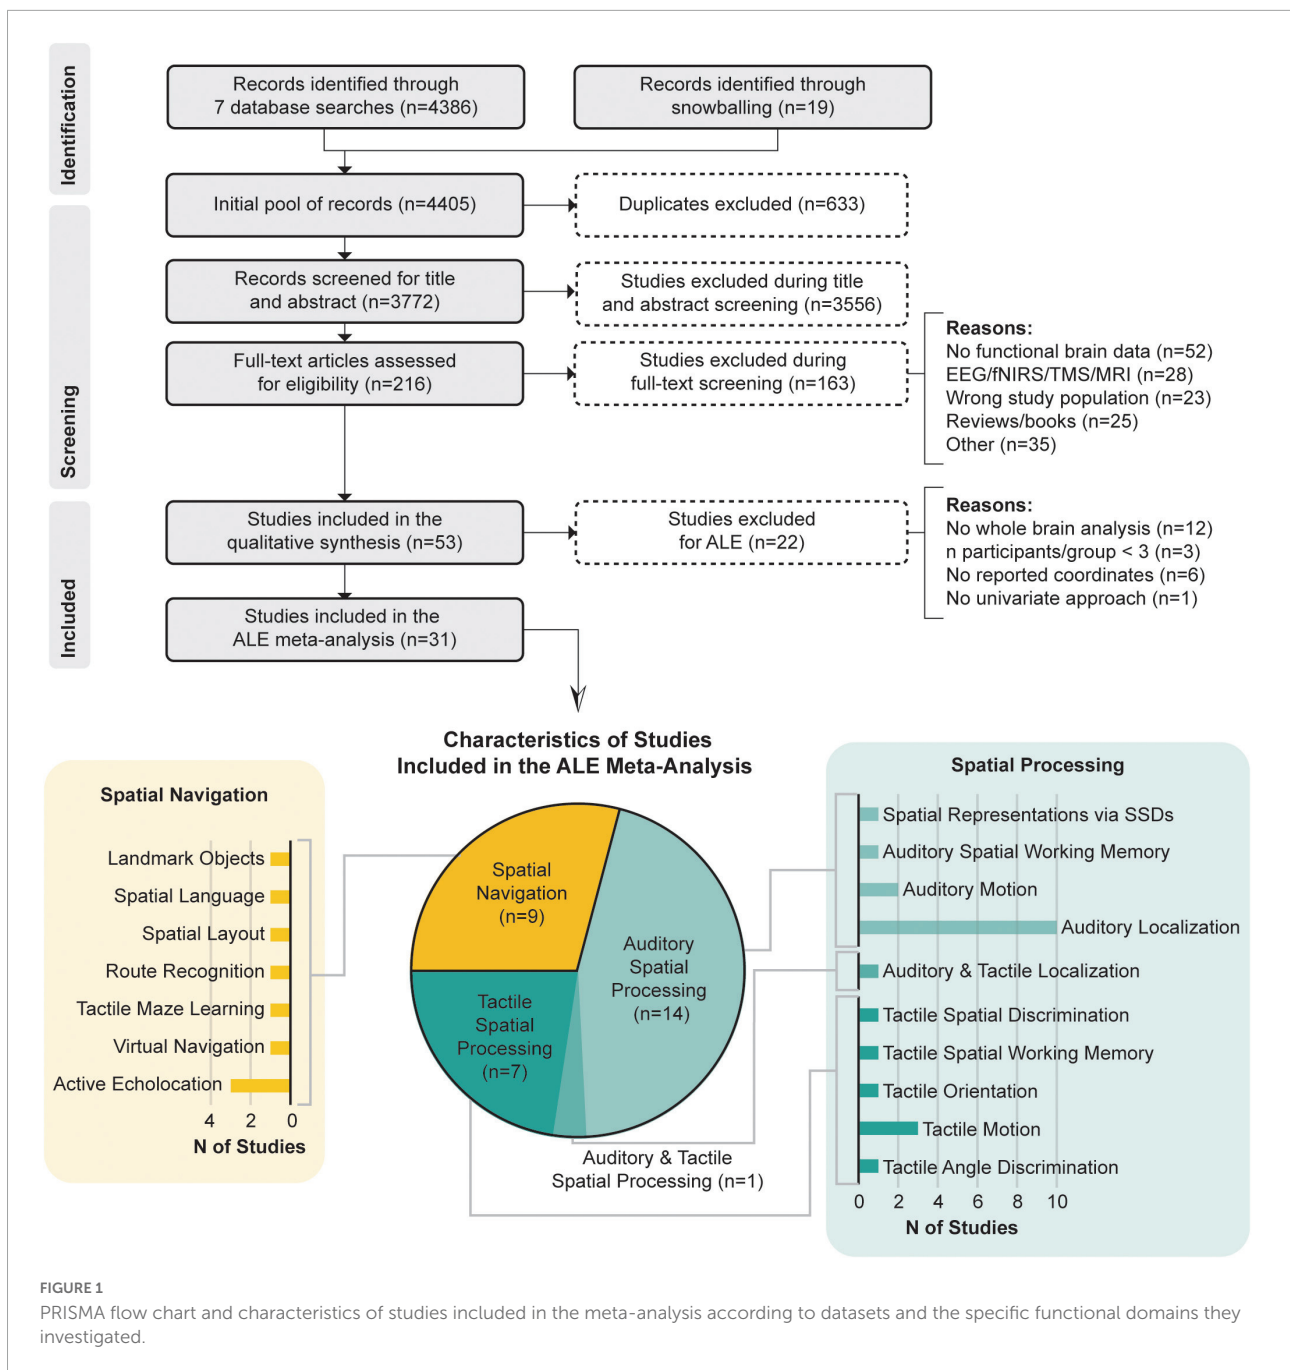 Identification
Screening
Included
Records identified through
7 database searches (n=4386)
Records identified through
snowballing (n=19)
Initial pool of records (n=4405)
Duplicates excluded (n=633)
Records screened for title
and abstract (n=3772)
Studies excluded during title
and abstract screening (n=3556)
Full-text articles assessed
for eligibility (n=216)
Studies excluded during
full-text screening (n=163)
Reasons:
No functional brain data (n=52)
EEG/fNIRS/TMS/MRI (n=28)
Wrong study population (n=23)
Reviews/books (n=25)
Other (n=35)
Studies included in the
qualitative synthesis (n=53)
Studies excluded
for ALE (n=22)
Reasons:
No whole brain analysis (n=12)
n participants/group < 3 (n=3)
No reported coordinates (n=6)
No univariate approach (n=1)
Studies included in the
ALE meta-analysis (n=31)
Characteristics of Studies
Included in the ALE Meta-Analysis
Spatial Navigation
Landmark Objects
Spatial Language
Spatial Layout
Route Recognition
Tactile Maze Learning
Virtual Navigation
Active Echolocation
4 2 0
N of Studies
Spatial
Navigation
(n=9)
Auditory
Spatial
Processing
(n=14)
Tactile
Spatial
Processing
(n=7)
Auditory & Tactile
Spatial Processing (n=1)
Spatial Processing
Spatial Representations via SSDs
Auditory Spatial Working Memory
Auditory Motion
Auditory Localization
Auditory & Tactile Localization
Tactile Spatial Discrimination
Tactile Spatial Working Memory
Tactile Orientation
Tactile Motion
Tactile Angle Discrimination
0 2 4 6 8 10
N of Studies
FIGURE 1
PRISMA flow chart and characteristics of studies included in the meta-analysis according to datasets and the specific functional domains they
investigated.